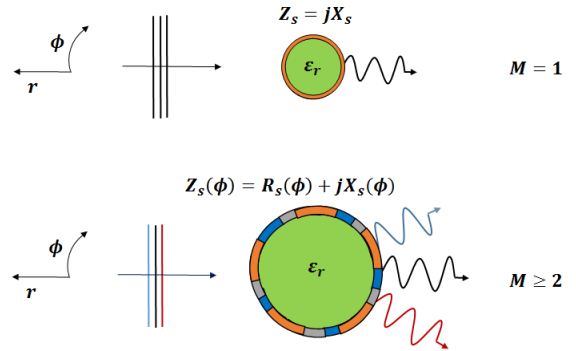 Z_s = jX_s
ϕ
r
ε_r
M = 1
Z_s(ϕ) = R_s(ϕ) + jX_s(ϕ)
ϕ
r
ε_r
M ≥ 2